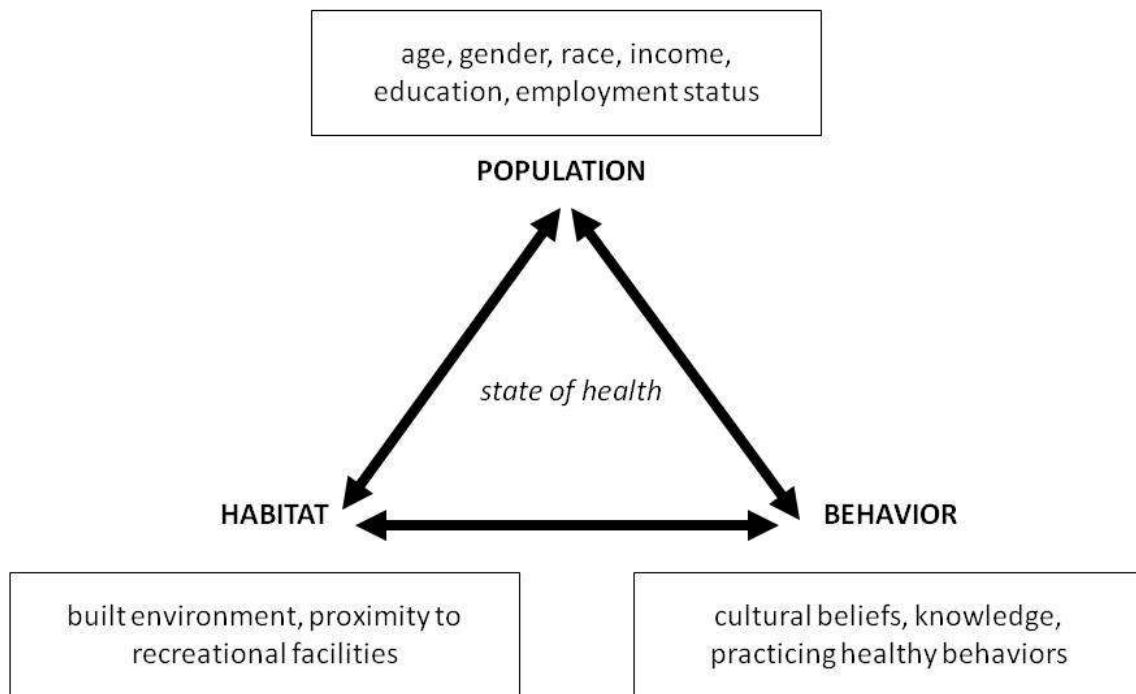 age, gender, race, income,
education, employment status
POPULATION
state of health
HABITAT
BEHAVIOR
built environment, proximity to
recreational facilities
cultural beliefs, knowledge,
practicing healthy behaviors